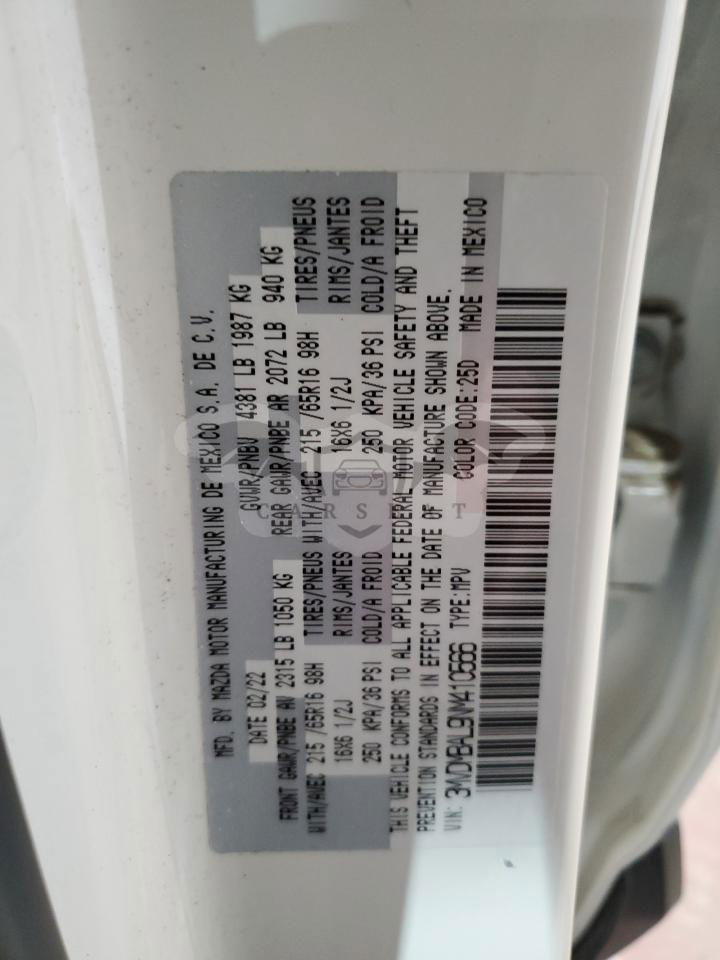 MFD. BY MAZDA MOTOR MANUFACTURING DE MEXICO S.A. DE C.V.
DATE 02/22 GVWR/PNBV 4381 LB 1987 KG
FRONT GAWR/PNBE AV 2315 LB 1050 KG REAR GAWR/PNBE AR 2072 LB 940 KG
WITH/AVEC 215 /65R16 98H TIRES/PNEUS WITH/AVEC 215 /65R16 98H TIRES/PNEUS
16X6 1/2J RIMS/JANTES 16X6 1/2J RIMS/JANTES
250 KPA/36 PSI COLD/A FROID 250 KPA/36 PSI COLD/A FROID
THIS VEHICLE CONFORMS TO ALL APPLICABLE FEDERAL MOTOR VEHICLE SAFETY AND THEFT
PREVENTION STANDARDS IN EFFECT ON THE DATE OF MANUFACTURE SHOWN ABOVE.
VIN: 3MVDMBAL9NM410666 TYPE:MPV COLOR CODE:25D MADE IN MEXICO